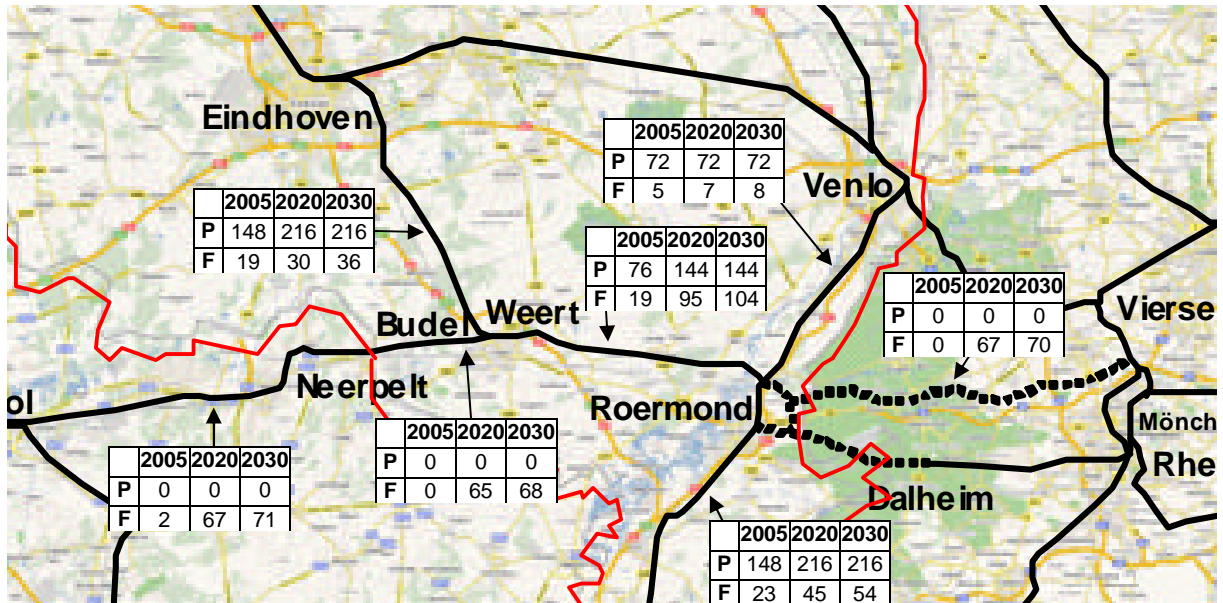 Eindhoven
2005 2020 2030
P 72 72 72
F 5 7 8
Venlo
2005 2020 2030
P 148 216 216
F 19 30 36
2005 2020 2030
P 76 144 144
F 19 95 104
2005 2020 2030
P 0 0 0
F 0 67 70
Vierse
Weert
Budel
Neerpelt
ol
Roermond
Mönch
Rhe
2005 2020 2030
P 0 0 0
F 2 67 71
2005 2020 2030
P 0 0 0
F 0 65 68
Dalheim
2005 2020 2030
P 148 216 216
F 23 45 54